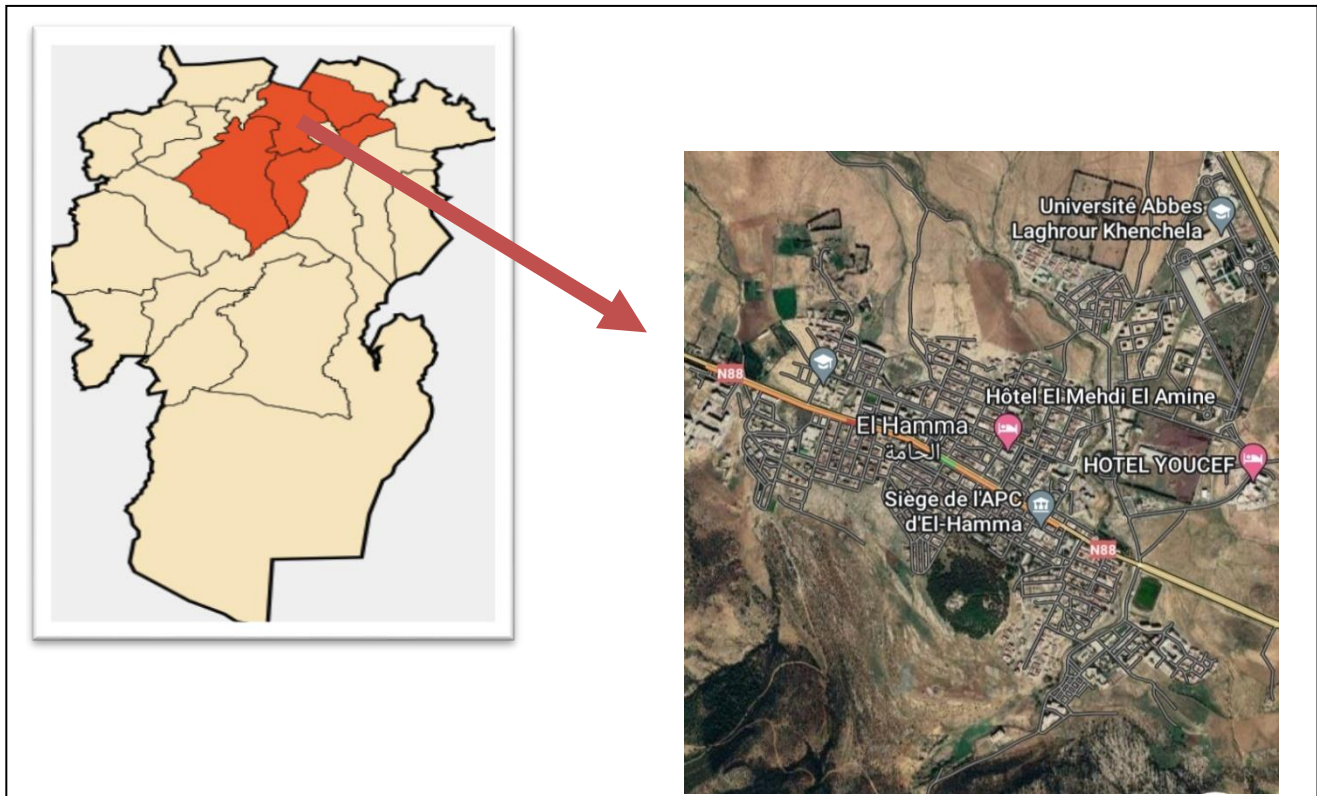 Université Abbes
Laghrour Khenchela
N88
Hôtel El Mehdi El Amine
El Hamma
الحامة
HOTEL YOUCEF
Siège de l'APC
d'El-Hamma
N88